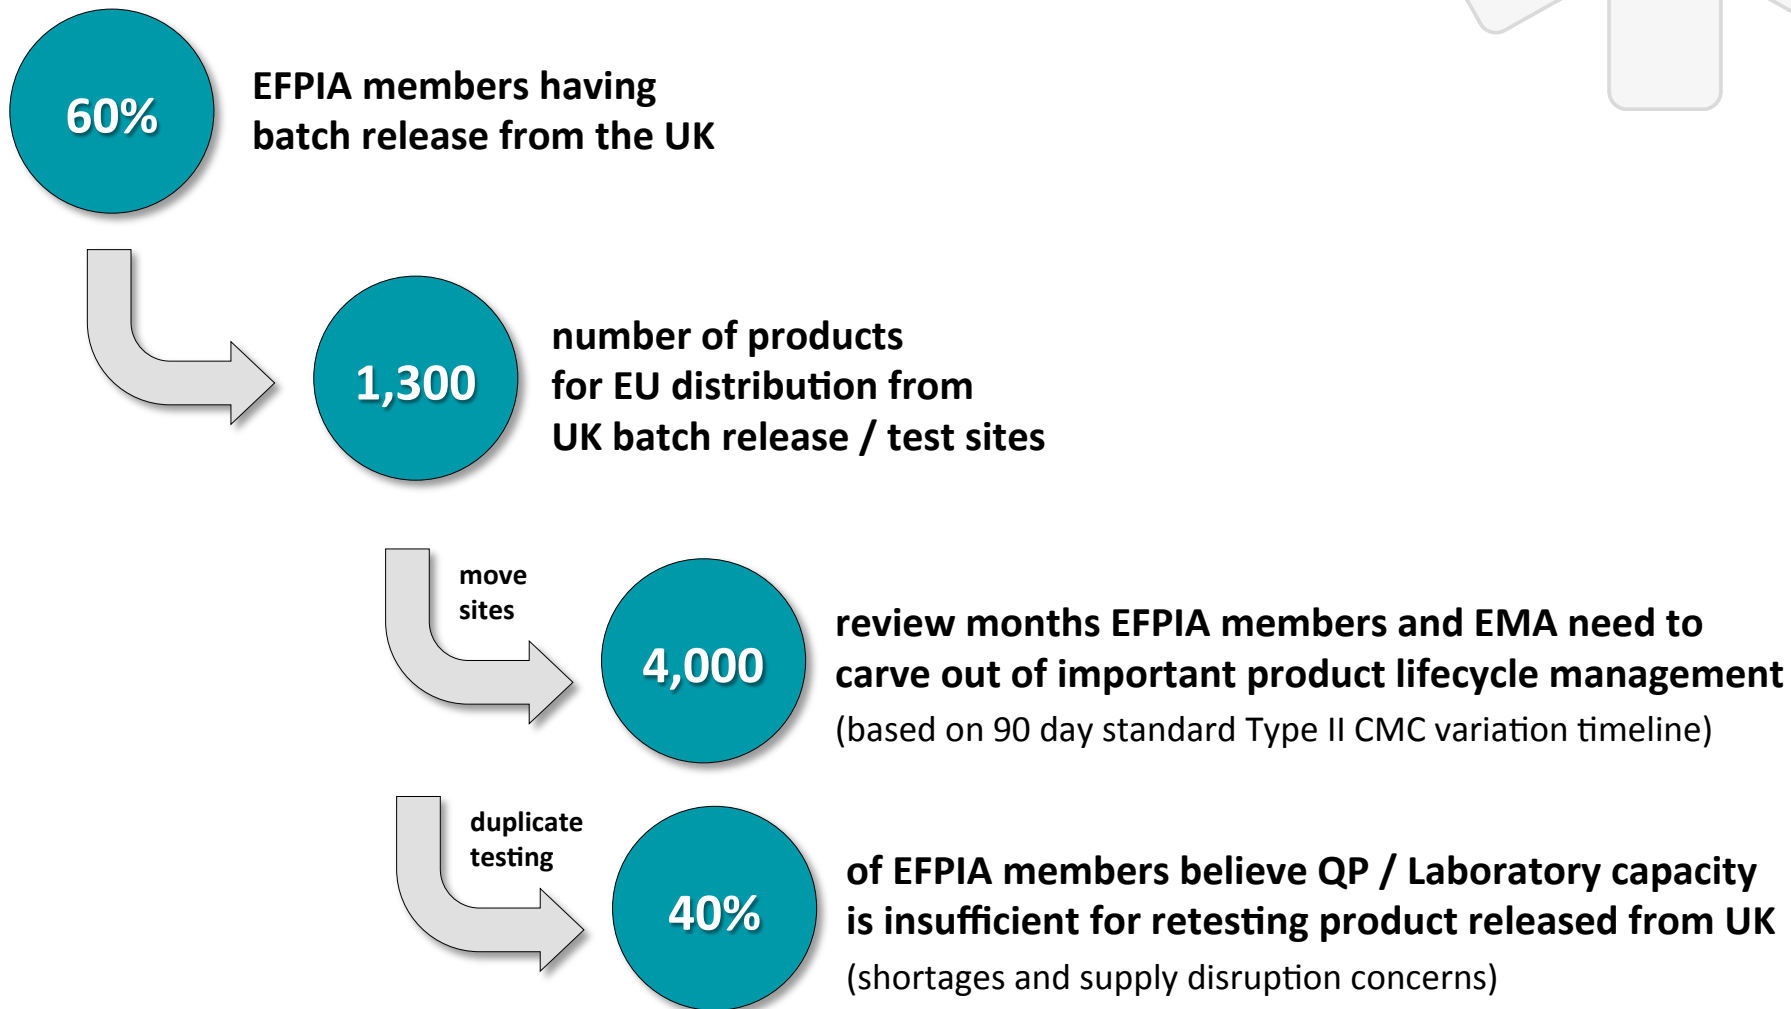 60%
EFPIA members having
batch release from the UK
1,300
number of products
for EU distribution from
UK batch release / test sites
move
sites
4,000
review months EFPIA members and EMA need to
carve out of important product lifecycle management
(based on 90 day standard Type II CMC variation timeline)
duplicate
testing
40%
of EFPIA members believe QP / Laboratory capacity
is insufficient for retesting product released from UK
(shortages and supply disruption concerns)